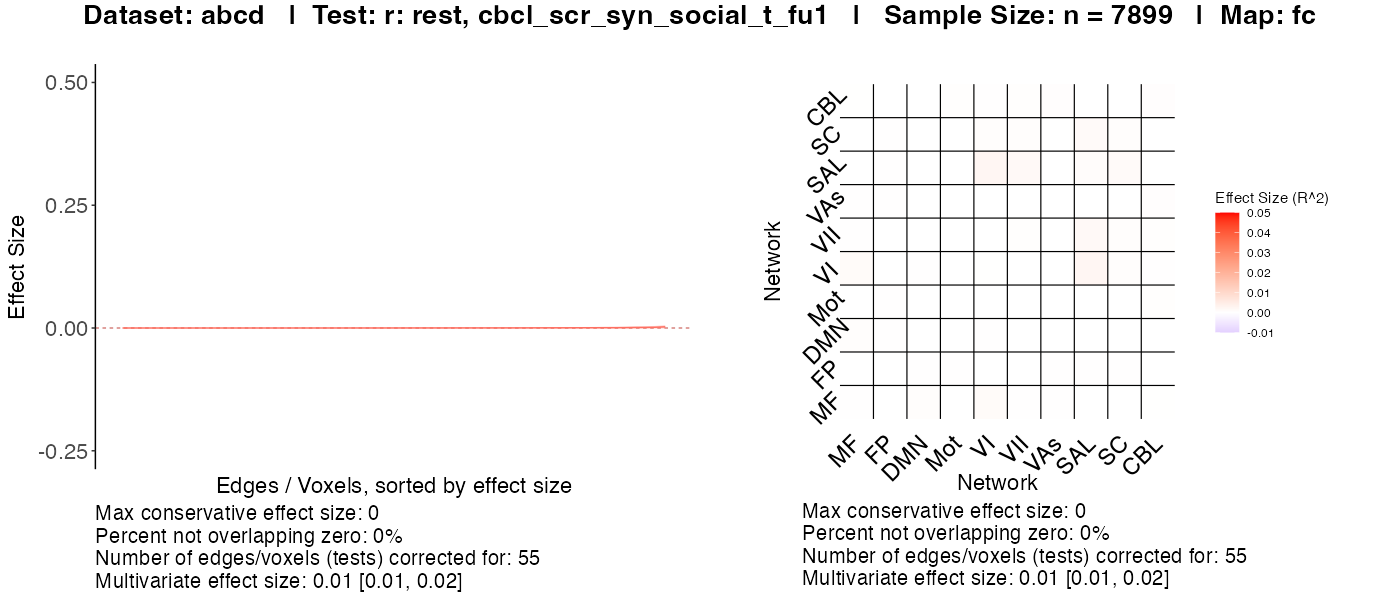 Dataset: abcd | Test: r: rest, cbcl_scr_syn_social_t_fu1 | Sample Size: n = 7899 | Map: fc
0.50
0.25
0.00
-0.25
Effect Size
Edges / Voxels, sorted by effect size
Max conservative effect size: 0
Percent not overlapping zero: 0%
Number of edges/voxels (tests) corrected for: 55
Multivariate effect size: 0.01 [0.01, 0.02]
Network
CBL
SC
SAL
VAs
VII
VI
Mot
DMN
FP
MF
MF
FP
DMN
Mot
VI
VII
VAs
SAL
SC
CBL
Network
Max conservative effect size: 0
Percent not overlapping zero: 0%
Number of edges/voxels (tests) corrected for: 55
Multivariate effect size: 0.01 [0.01, 0.02]
Effect Size (R^2)
0.05
0.04
0.03
0.02
0.01
0.00
-0.01